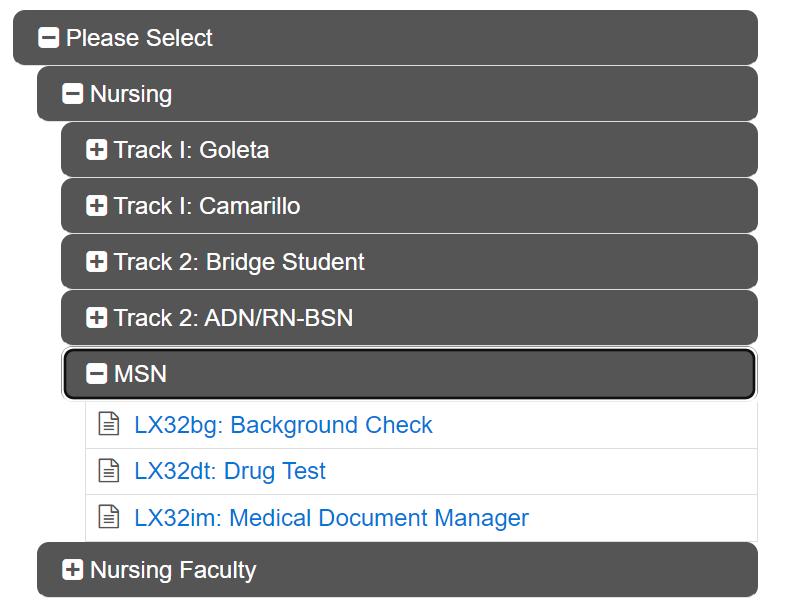 Please Select
Nursing
Track I: Goleta
Track I: Camarillo
Track 2: Bridge Student
Track 2: ADN/RN-BSN
MSN
LX32bg: Background Check
LX32dt: Drug Test
LX32im: Medical Document Manager
Nursing Faculty